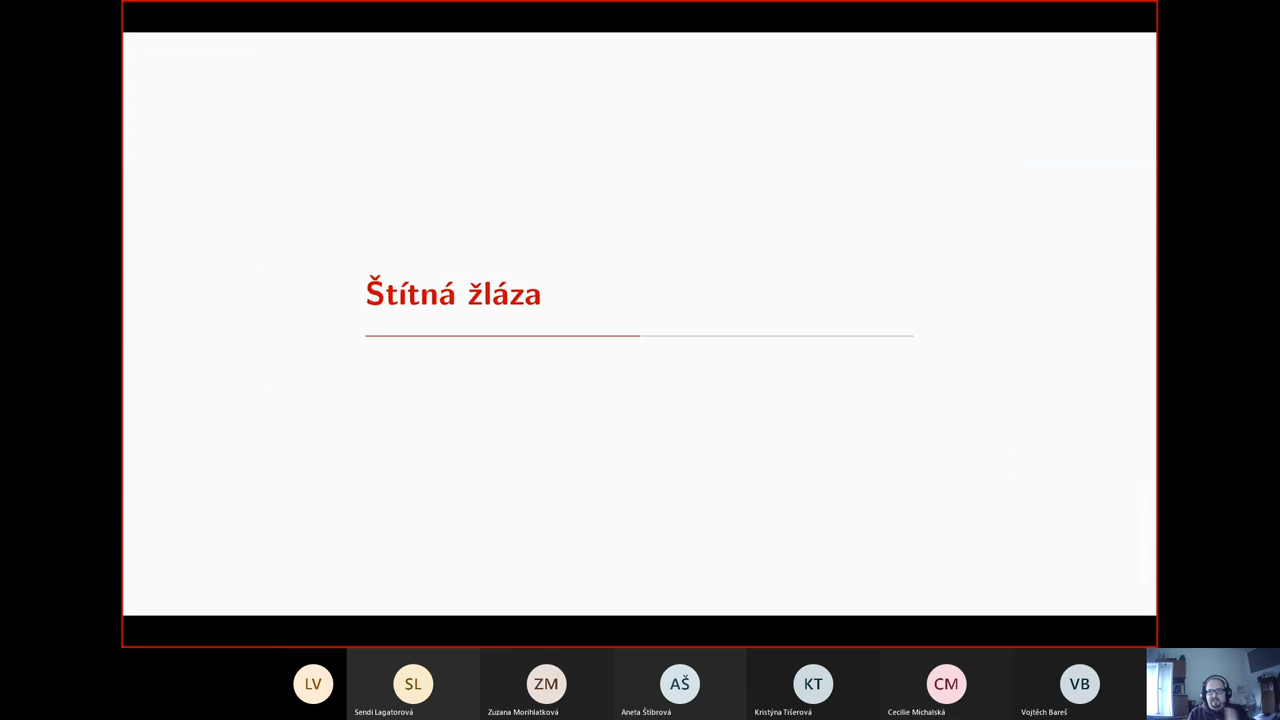 Štítná žláza
LV
SL
ZM
AŠ
KT
CM
VB
Sendi Lagatorová
Zuzana Morihlatková
Aneta Štibrová
Kristýna Tišerová
Cecilie Michalská
Vojtěch Bareš